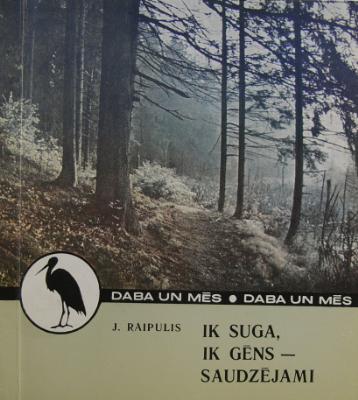 DABA UN MĒS ● DABA UN MĒS
J. RAIPULIS
IK SUGA,
IK GĒNS —
SAUDZĒJAMI